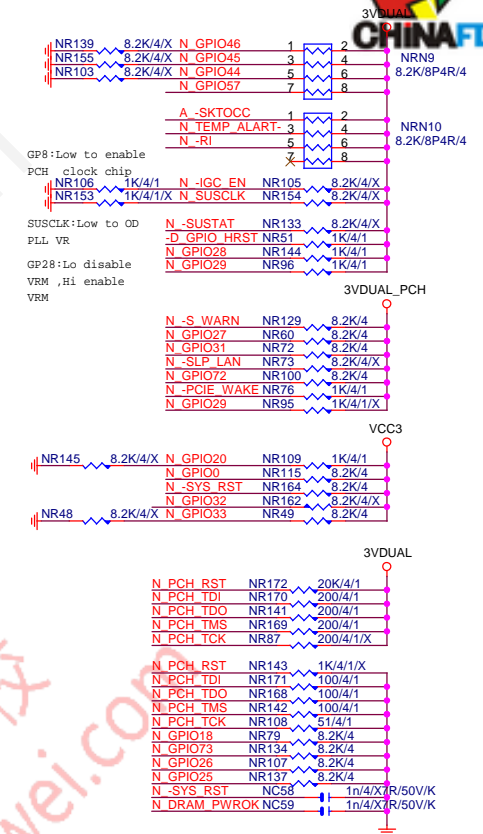 3VDUAL
CHiNAFi
NR139 8.2K/4/X N_GPIO46 1 2 NRN9
NR155 8.2K/4/X N_GPIO45 3 4 8.2K/8P4R/4
NR103 8.2K/4/X N_GPIO44 5 6
N_GPIO57 7 8
A_-SKTOCC 1 2
N_TEMP_ALART- 3 4 NRN10
N_-RI 5 6 8.2K/8P4R/4
7 8
GP8:Low to enable
PCH clock chip
NR106 1K/4/1 N_-IGC_EN NR105 8.2K/4/X
NR153 1K/4/1/X N_SUSCLK NR154 8.2K/4/X
SUSCLK:Low to OD
PLL VR
GP28:Lo disable
VRM ,Hi enable
VRM
N_-SUSTAT NR133 8.2K/4/X
-D_GPIO_HRST NR51 1K/4/1
N_GPIO28 NR144 1K/4/1
N_GPIO29 NR96 1K/4/1
3VDUAL_PCH
N_-S_WARN NR129 8.2K/4
N_GPIO27 NR60 8.2K/4
N_GPIO31 NR72 8.2K/4
N_-SLP_LAN NR73 8.2K/4/X
N_GPIO72 NR100 8.2K/4
N_-PCIE_WAKE NR76 1K/4/1
N_GPIO29 NR95 1K/4/1/X
VCC3
NR145 8.2K/4/X N_GPIO20 NR109 1K/4/1
N_GPIO0 NR115 8.2K/4
N_-SYS_RST NR164 8.2K/4
N_GPIO32 NR162 8.2K/4/X
NR48 8.2K/4/X N_GPIO33 NR49 8.2K/4
3VDUAL
N_PCH_RST NR172 20K/4/1
N_PCH_TDI NR170 200/4/1
N_PCH_TDO NR141 200/4/1
N_PCH_TMS NR169 200/4/1
N_PCH_TCK NR87 200/4/1/X
N_PCH_RST NR143 1K/4/1/X
N_PCH_TDI NR171 100/4/1
N_PCH_TDO NR168 100/4/1
N_PCH_TMS NR142 100/4/1
N_PCH_TCK NR108 51/4/1
N_GPIO18 NR79 8.2K/4
N_GPIO73 NR134 8.2K/4
N_GPIO26 NR107 8.2K/4
N_GPIO25 NR137 8.2K/4
N_-SYS_RST NC58 1n/4/X7R/50V/K
N_DRAM_PWROK NC59 1n/4/X7R/50V/K